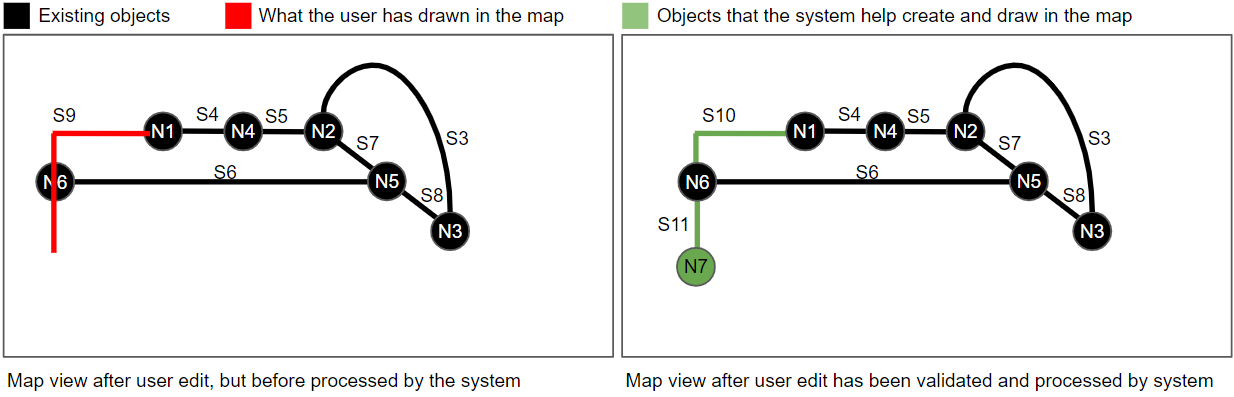 Existing objects
What the user has drawn in the map
Objects that the system help create and draw in the map
S9
N1
S4
N4
S5
N2
S7
S3
N6
S6
N5
S8
N3
S10
N1
S4
N4
S5
N2
S7
S3
N6
S6
N5
S8
S11
N3
N7
Map view after user edit, but before processed by the system
Map view after user edit has been validated and processed by system